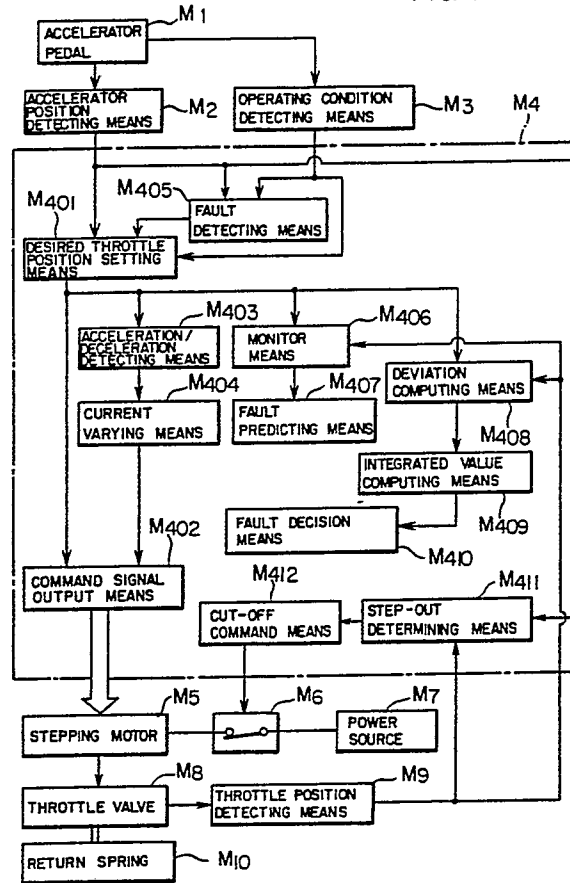 M1
ACCELERATOR
PEDAL
ACCELERATOR
POSITION
DETECTING MEANS
M2
OPERATING CONDITION
DETECTING MEANS
M3
M4
M405
FAULT
DETECTING MEANS
M401
DESIRED THROTTLE
POSITION SETTING
MEANS
M403
ACCELERATION/
DECELERATION
DETECTING MEANS
M406
MONITOR
MEANS
M404
CURRENT
VARYING MEANS
M407
FAULT
PREDICTING MEANS
DEVIATION
COMPUTING MEANS
M408
INTEGRATED VALUE
COMPUTING MEANS
M409
FAULT DECISION
MEANS
M410
M402
COMMAND SIGNAL
OUTPUT MEANS
M412
CUT-OFF
COMMAND MEANS
M411
STEP-OUT
DETERMINING MEANS
M5
STEPPING MOTOR
M6
M7
POWER
SOURCE
M8
THROTTLE VALVE
M9
THROTTLE POSITION
DETECTING MEANS
RETURN SPRING
M10